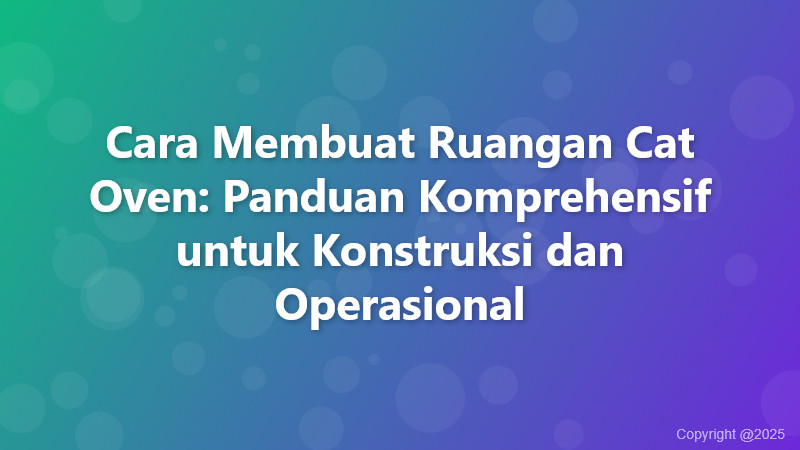 Cara Membuat Ruangan Cat
Oven: Panduan Komprehensif
untuk Konstruksi dan
Operasional
Copyright @2025